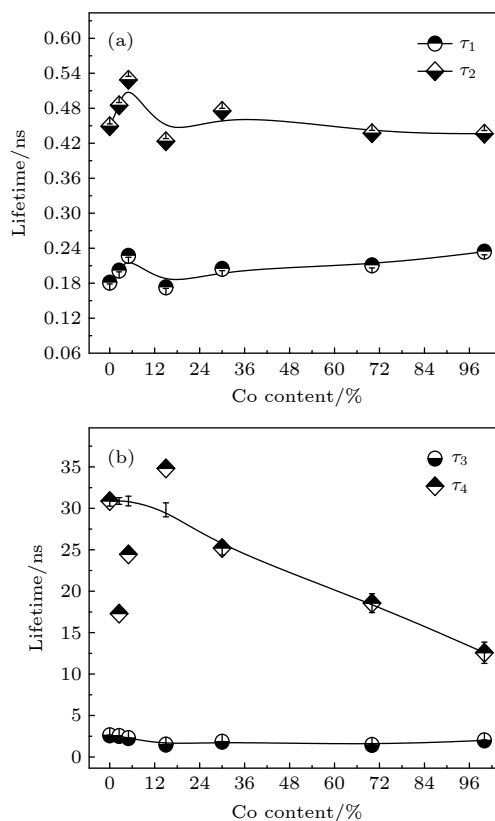 (a)
τ1
τ2
0.60
0.54
0.48
0.42
0.36
0.30
0.24
0.18
0.12
0.06
Lifetime/ns
0 12 24 36 48 60 72 84 96
Co content/%
(b)
τ3
τ4
35
30
25
20
15
10
5
0
Lifetime/ns
0 12 24 36 48 60 72 84 96
Co content/%